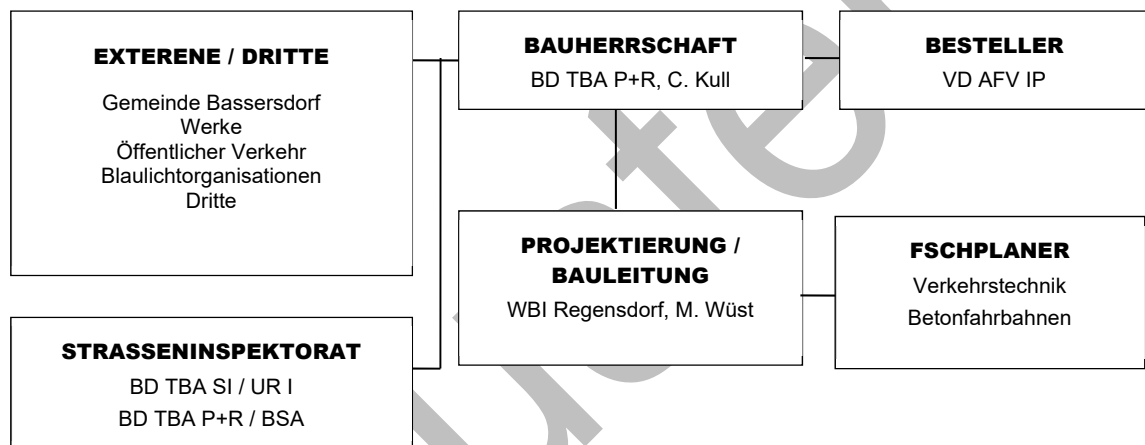 EXTERENE / DRITTE
Gemeinde Bassersdorf
Werke
Öffentlicher Verkehr
Blaulichtorganisationen
Dritte
BAUHERRSCHAFT
BD TBA P+R, C. Kull
BESTELLER
VD AFV IP
PROJEKTIERUNG /
BAULEITUNG
WBI Regensdorf, M. Wüst
FSCHPLANER
Verkehrstechnik
Betonfahrbahnen
STRASSENINSPEKTORAT
BD TBA SI / UR I
BD TBA P+R / BSA